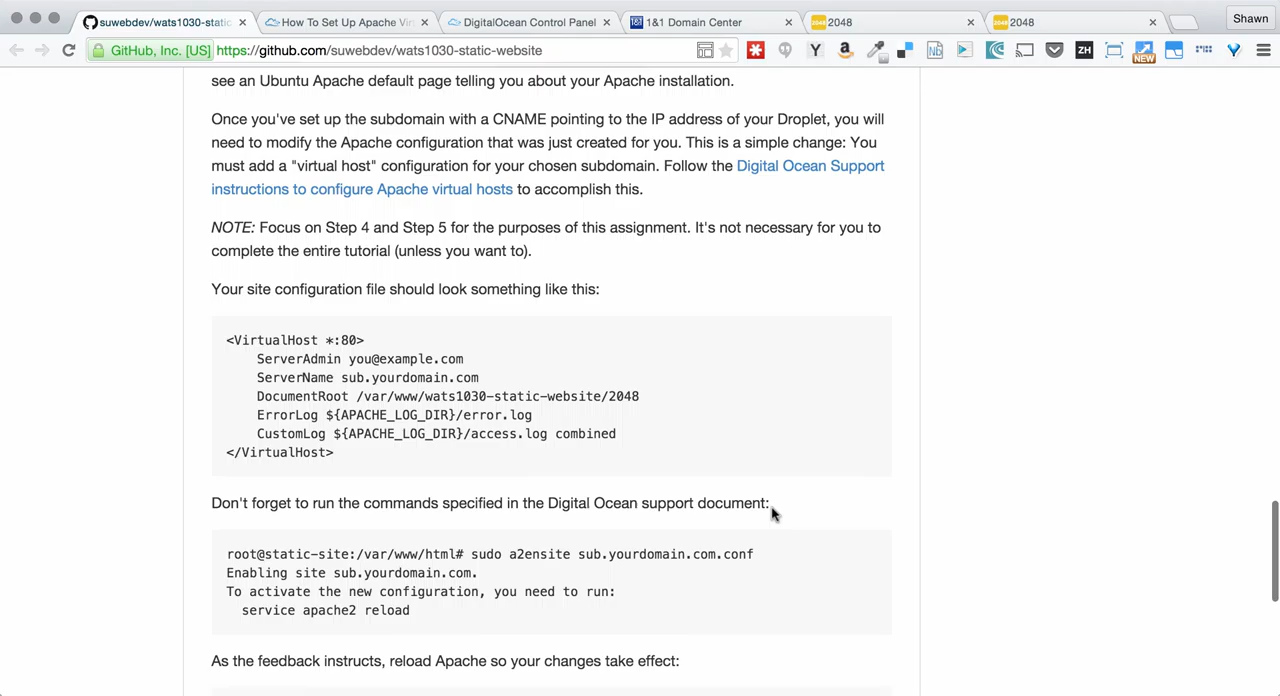 suwebdev/wats1030-static-
How To Set Up Apache Vir
DigitalOcean Control Panel
1&1 Domain Center
2048
2048
Shawn
GitHub, Inc. [US] https://github.com/suwebdev/wats1030-static-website
see an Ubuntu Apache default page telling you about your Apache installation.
Once you've set up the subdomain with a CNAME pointing to the IP address of your Droplet, you will
need to modify the Apache configuration that was just created for you. This is a simple change: You
must add a "virtual host" configuration for your chosen subdomain. Follow the Digital Ocean Support
instructions to configure Apache virtual hosts to accomplish this.
NOTE: Focus on Step 4 and Step 5 for the purposes of this assignment. It's not necessary for you to
complete the entire tutorial (unless you want to).
Your site configuration file should look something like this:
<VirtualHost *:80>
ServerAdmin you@example.com
ServerName sub.yourdomain.com
DocumentRoot /var/www/wats1030-static-website/2048
ErrorLog ${APACHE_LOG_DIR}/error.log
CustomLog ${APACHE_LOG_DIR}/access.log combined
</VirtualHost>
Don't forget to run the commands specified in the Digital Ocean support document:
root@static-site:/var/www/html# sudo a2ensite sub.yourdomain.com.conf
Enabling site sub.yourdomain.com.
To activate the new configuration, you need to run:
service apache2 reload
As the feedback instructs, reload Apache so your changes take effect: